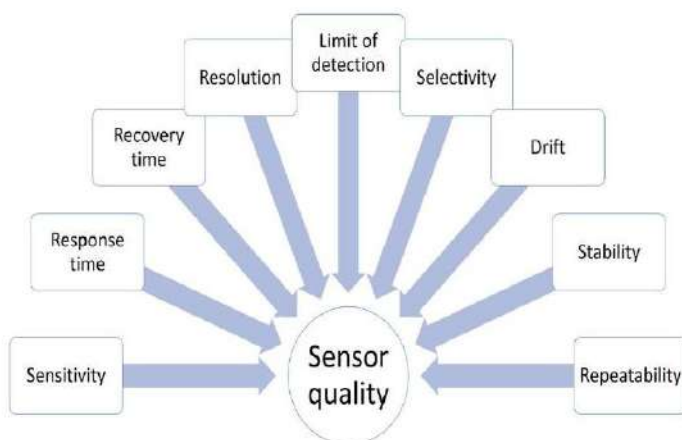 Limit of
detection
Resolution
Selectivity
Recovery
time
Drift
Response
time
Stability
Sensitivity
Sensor
quality
Repeatability